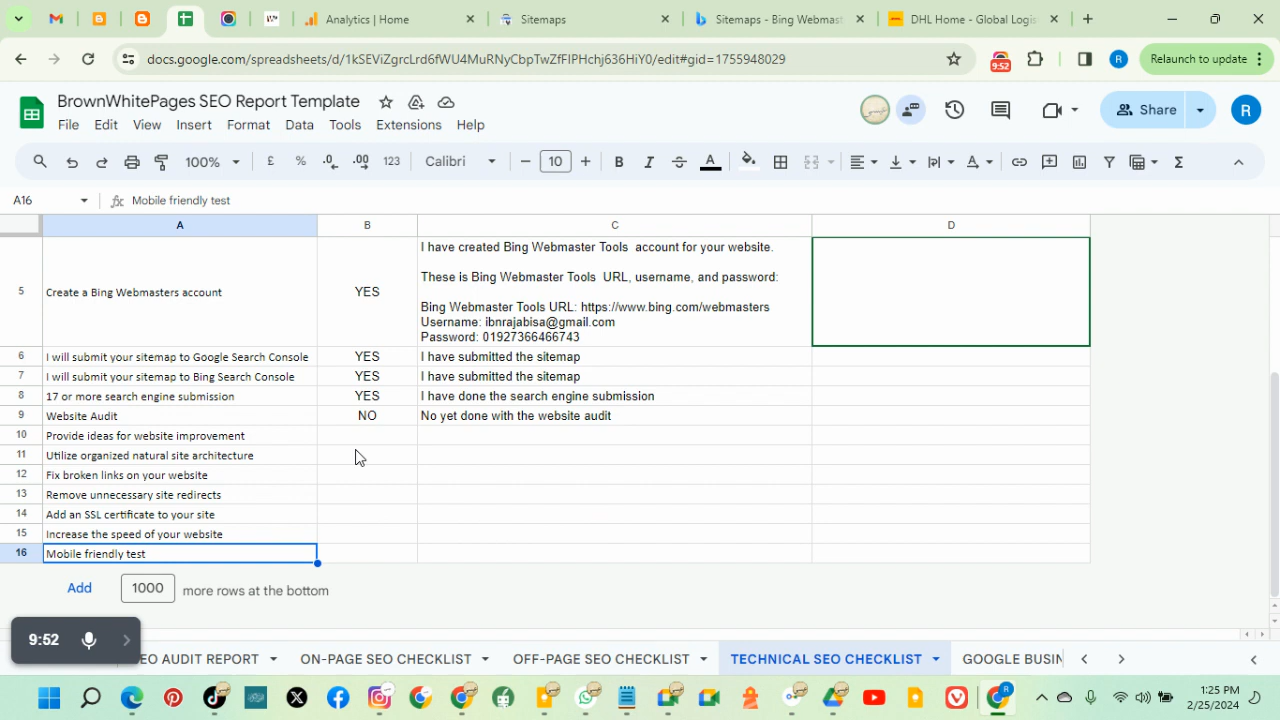 Analytics | Home
Sitemaps
Sitemaps - Bing Webmast
DHL Home - Global Logis
docs.google.com/spreadsheets/d/1kSEViZgrcLrd6fWU4MuRNyCbpTwZfFIPHchj636HiY0/edit#gid=1755948029
9:52
R
Relaunch to update
BrownWhitePages SEO Report Template
File Edit View Insert Format Data Tools Extensions Help
Share
R
100% £ % .0 .00 123 Calibri 10 B I A
A16 fx Mobile friendly test
A B C D
5 Create a Bing Webmasters account YES
I have created Bing Webmaster Tools account for your website.
These is Bing Webmaster Tools URL, username, and password:
Bing Webmaster Tools URL: https://www.bing.com/webmasters
Username: ibnrajabisa@gmail.com
Password: 01927366466743
6 I will submit your sitemap to Google Search Console YES I have submitted the sitemap
7 I will submit your sitemap to Bing Search Console YES I have submitted the sitemap
8 17 or more search engine submission YES I have done the search engine submission
9 Website Audit NO No yet done with the website audit
10 Provide ideas for website improvement
11 Utilize organized natural site architecture
12 Fix broken links on your website
13 Remove unnecessary site redirects
14 Add an SSL certificate to your site
15 Increase the speed of your website
16 Mobile friendly test
Add 1000 more rows at the bottom
9:52
EO AUDIT REPORT ON-PAGE SEO CHECKLIST OFF-PAGE SEO CHECKLIST TECHNICAL SEO CHECKLIST GOOGLE BUSIN
1:25 PM
2/25/2024